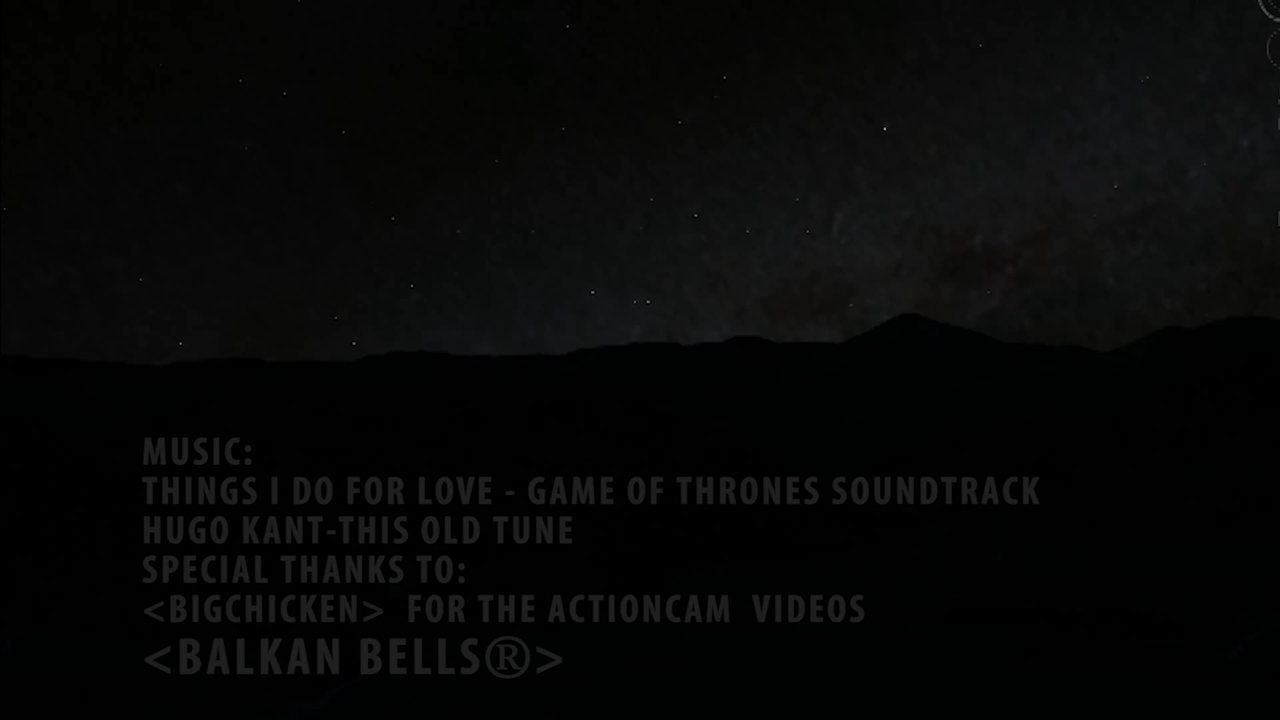 MUSIC:
THINGS I DO FOR LOVE - GAME OF THRONES SOUNDTRACK
HUGO KANT-THIS OLD TUNE
SPECIAL THANKS TO:
<BIGCHICKEN> FOR THE ACTIONCAM VIDEOS
<BALKAN BELLS®>